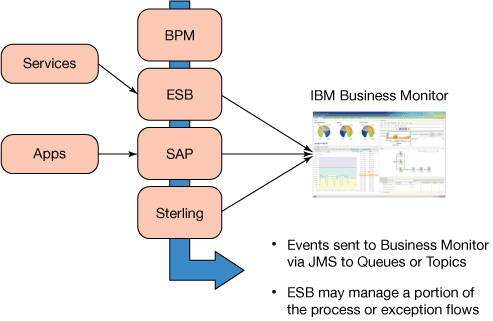 BPM
Services
ESB
IBM Business Monitor
Apps
SAP
Sterling
• Events sent to Business Monitor
via JMS to Queues or Topics
• ESB may manage a portion of
the process or exception flows